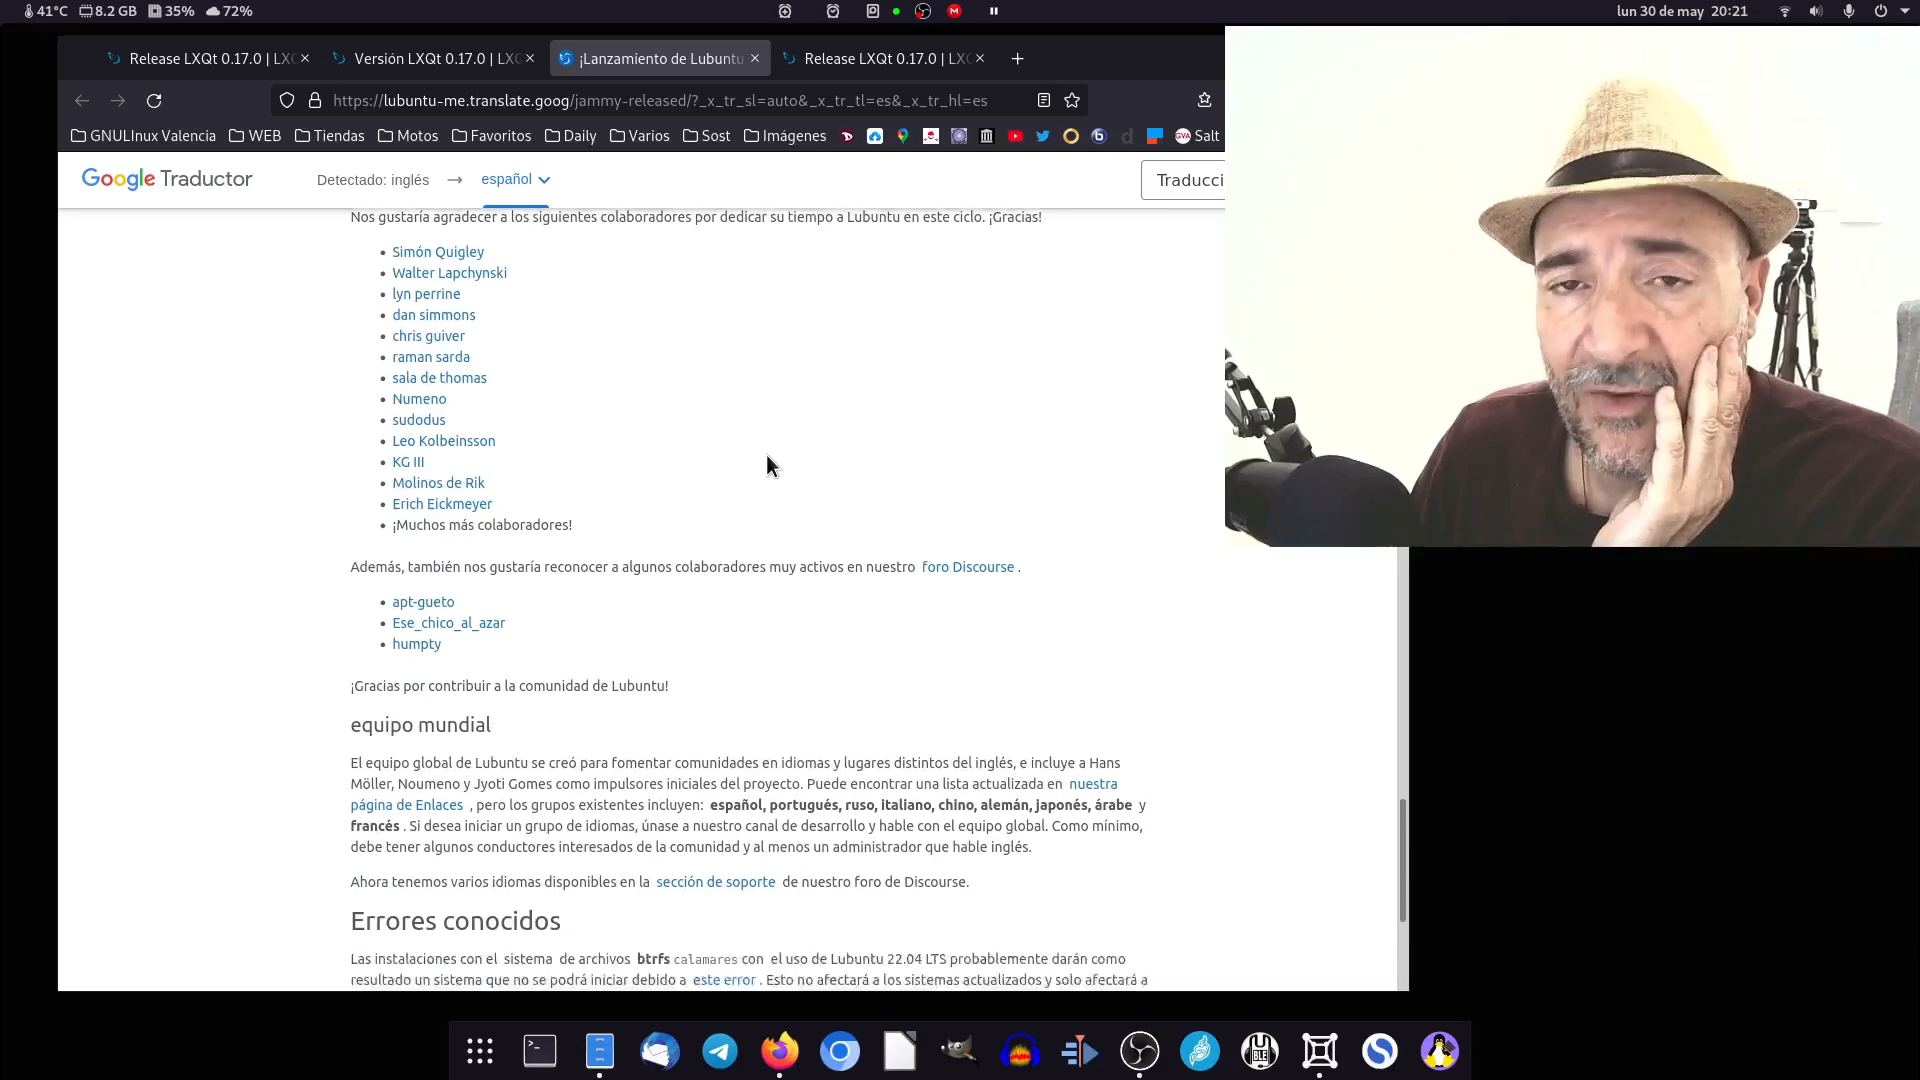 41°C 8.2 GB 35% 72%
lun 30 de may 20:21
Release LXQt 0.17.0 | LXQ
Versión LXQt 0.17.0 | LXQ
¡Lanzamiento de Lubuntu
Release LXQt 0.17.0 | LXQ
https://lubuntu-me.translate.goog/jammy-released/?_x_tr_sl=auto&_x_tr_tl=es&_x_tr_hl=es
GNULInux Valencia WEB Tiendas Motos Favoritos Daily Varios Sost Imágenes GVA Salt
Google Traductor
Detectado: inglés → español
Traducci
Nos gustaría agradecer a los siguientes colaboradores por dedicar su tiempo a Lubuntu en este ciclo. ¡Gracias!
Simón Quigley
Walter Lapchynski
lyn perrine
dan simmons
chris guiver
raman sarda
sala de thomas
Numeno
sudodus
Leo Kolbeinsson
KG III
Molinos de Rik
Erich Eickmeyer
¡Muchos más colaboradores!
Además, también nos gustaría reconocer a algunos colaboradores muy activos en nuestro foro Discourse .
apt-gueto
Ese_chico_al_azar
humpty
¡Gracias por contribuir a la comunidad de Lubuntu!
equipo mundial
El equipo global de Lubuntu se creó para fomentar comunidades en idiomas y lugares distintos del inglés, e incluye a Hans
Möller, Noumeno y Jyoti Gomes como impulsores iniciales del proyecto. Puede encontrar una lista actualizada en nuestra
página de Enlaces , pero los grupos existentes incluyen: español, portugués, ruso, italiano, chino, alemán, japonés, árabe y
francés . Si desea iniciar un grupo de idiomas, únase a nuestro canal de desarrollo y hable con el equipo global. Como mínimo,
debe tener algunos conductores interesados de la comunidad y al menos un administrador que hable inglés.
Ahora tenemos varios idiomas disponibles en la sección de soporte de nuestro foro de Discourse.
Errores conocidos
Las instalaciones con el sistema de archivos btrfs calamares con el uso de Lubuntu 22.04 LTS probablemente darán como
resultado un sistema que no se podrá iniciar debido a este error . Esto no afectará a los sistemas actualizados y solo afectará a
BLE